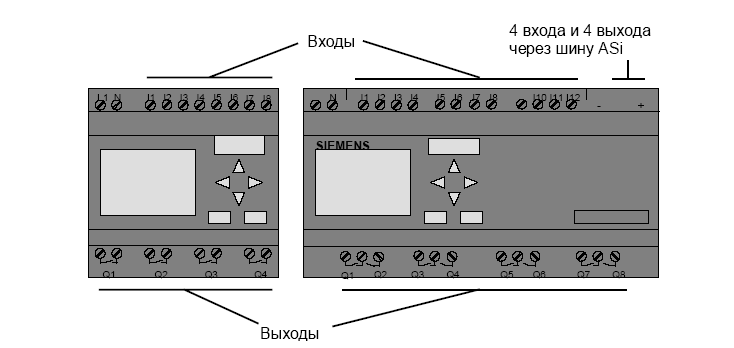 4 входа и 4 выхода
Входы
через шину ASi
L1 N I1 I2 I3 I4 I5 I6 I7 I8
N I1 I2 I3 I4 I5 I6 I7 I8 I10 I11 I12 - +
SIEMENS
Q1 Q2 Q3 Q4
Q1 Q2 Q3 Q4 Q5 Q6 Q7 Q8
Выходы